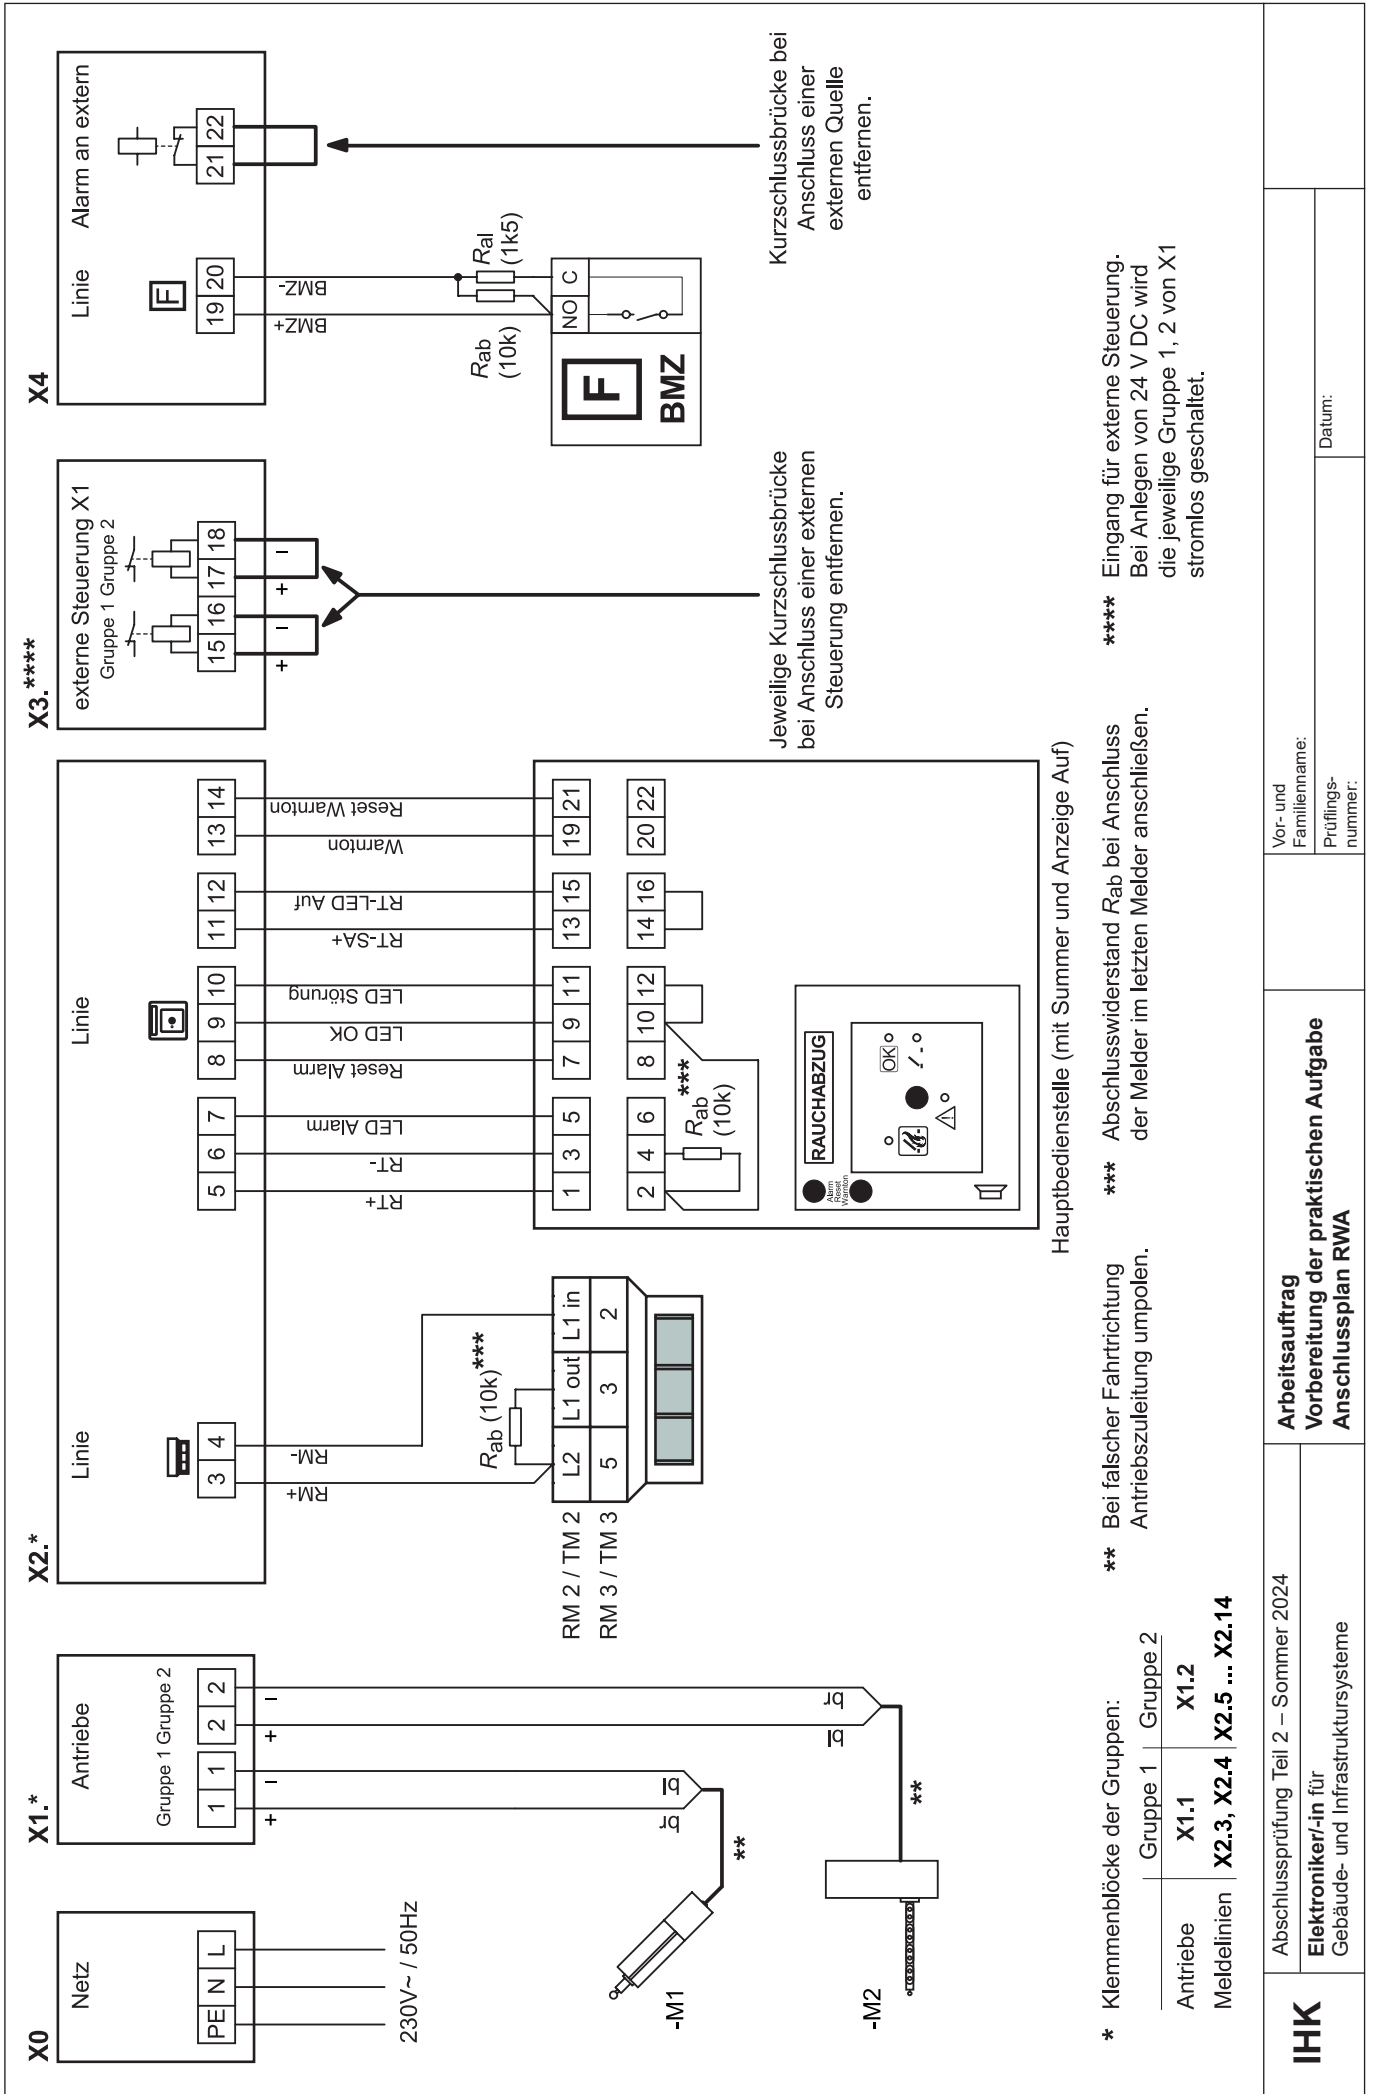 X0
Netz
PE N L
230V~ / 50Hz
X1.*
Antriebe
Gruppe 1 Gruppe 2
1 1 2 2
+ – + –
br bl
bl br
**
**
-M1
-M2
X2.*
Linie
3 4
RM+
RM-
Rab (10k)***
L2 L1 out L1 in
5 3 2
RM 2 / TM 2
RM 3 / TM 3
Linie
5 6 7 8 9 10 11 12 13 14
RT+
RT-
LED Alarm
Reset Alarm
LED OK
LED Störung
RT-SA+
RT-LED Auf
Warnton
Reset Warnton
1 3 5 7 9 11 13 15 19 21
2 4 6 8 10 12 14 16 20 22
Rab
(10k)
***
RAUCHABZUG
Alarm
Reset
Warnton
OK
Hauptbedienstelle (mit Summer und Anzeige Auf)
X3.****
externe Steuerung X1
Gruppe 1 Gruppe 2
15 16 17 18
+ – + –
Jeweilige Kurzschlussbrücke
bei Anschluss einer externen
Steuerung entfernen.
X4
Linie
F
19 20
BMZ+
BMZ-
Rab
(10k)
Ral
(1k5)
NO C
F
BMZ
Alarm an extern
21 22
Kurzschlussbrücke bei
Anschluss einer
externen Quelle
entfernen.
* Klemmenblöcke der Gruppen:
Gruppe 1 Gruppe 2
Antriebe X1.1 X1.2
Meldelinien X2.3, X2.4 X2.5 ... X2.14
** Bei falscher Fahrtrichtung
Antriebszuleitung umpolen.
*** Abschlusswiderstand Rab bei Anschluss
der Melder im letzten Melder anschließen.
**** Eingang für externe Steuerung.
Bei Anlegen von 24 V DC wird
die jeweilige Gruppe 1, 2 von X1
stromlos geschaltet.
IHK
Abschlussprüfung Teil 2 – Sommer 2024
Elektroniker/-in für
Gebäude- und Infrastruktursysteme
Arbeitsauftrag
Vorbereitung der praktischen Aufgabe
Anschlussplan RWA
Vor- und
Familienname:
Prüflings-
nummer:
Datum: